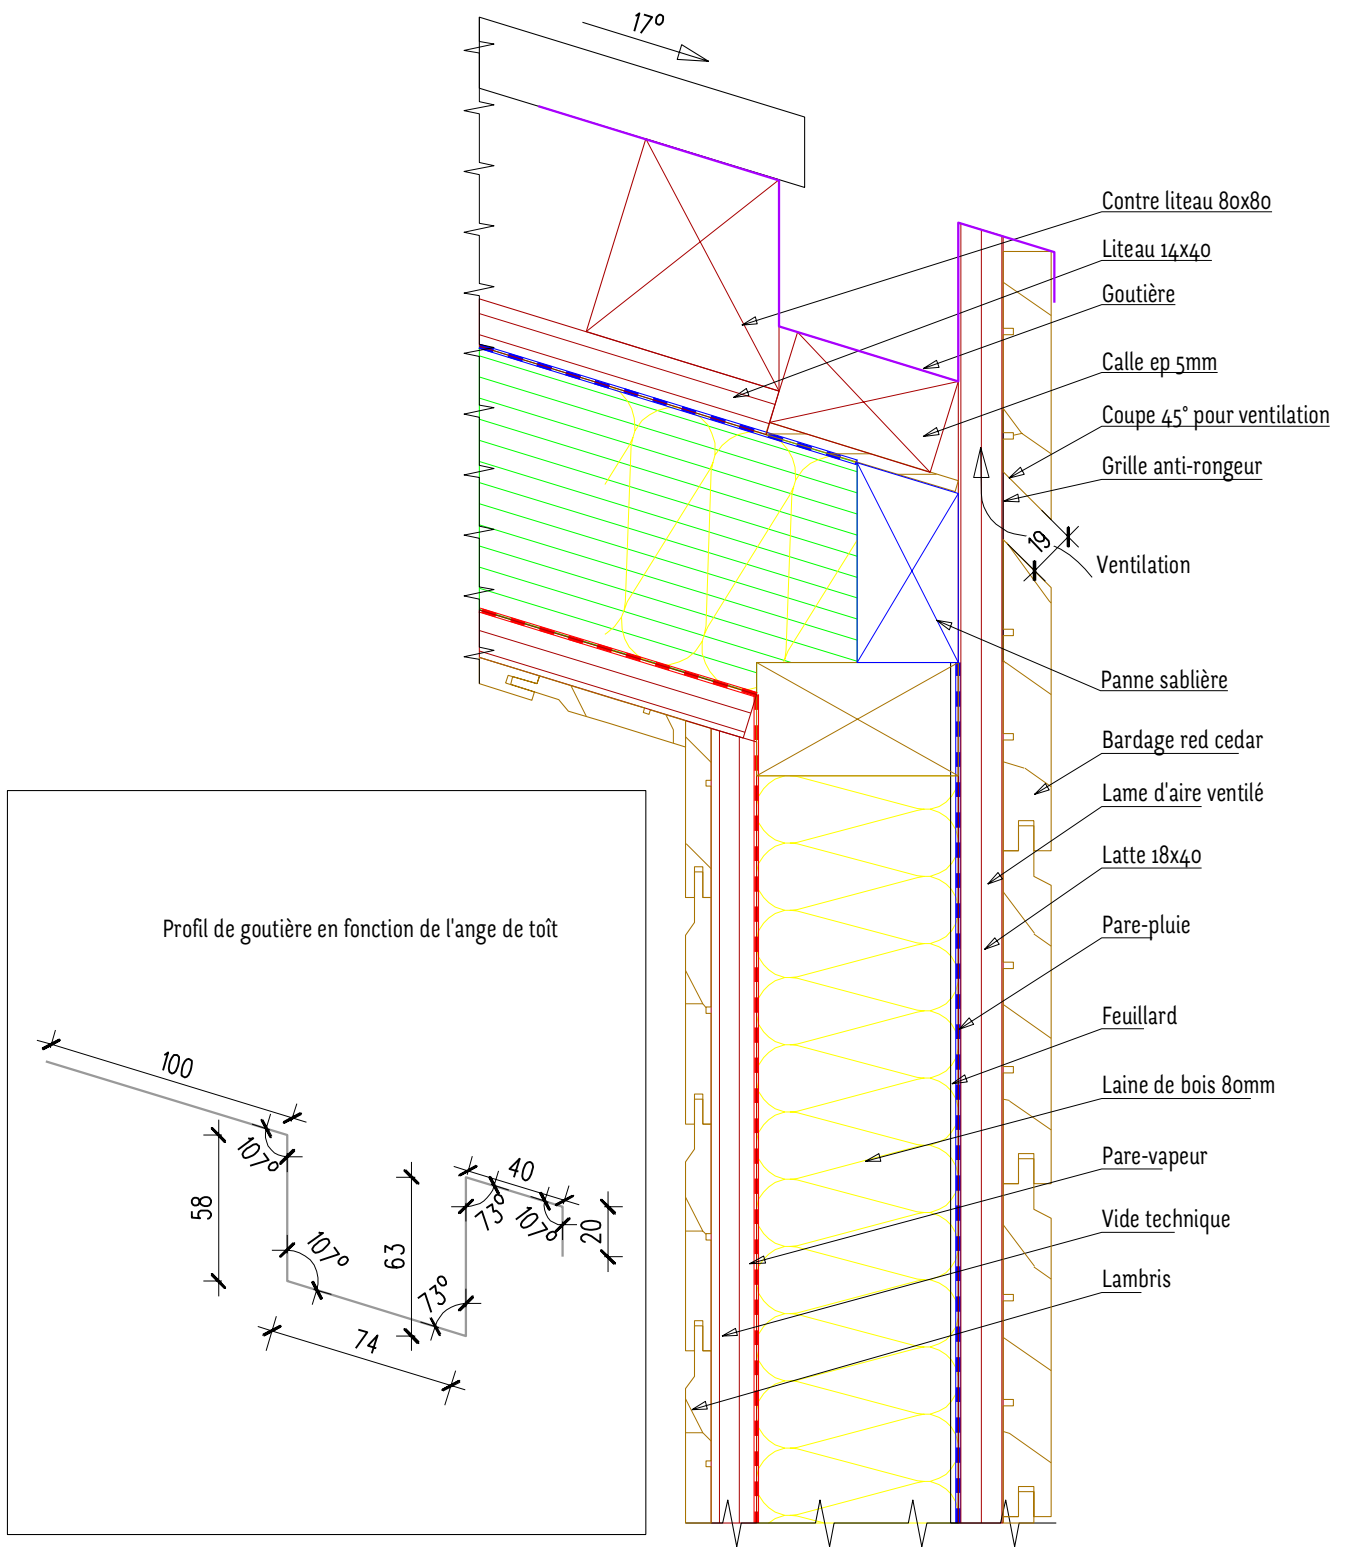 17°
Contre liteau 80x80
Liteau 14x40
Goutière
Calle ep 5mm
Coupe 45° pour ventilation
Grille anti-rongeur
19
Ventilation
Panne sablière
Bardage red cedar
Lame d'aire ventilé
Latte 18x40
Pare-pluie
Feuillard
Laine de bois 80mm
Pare-vapeur
Vide technique
Lambris
Profil de goutière en fonction de l'ange de toît
100
107°
58
107°
74
63
73°
40
73°
107°
20